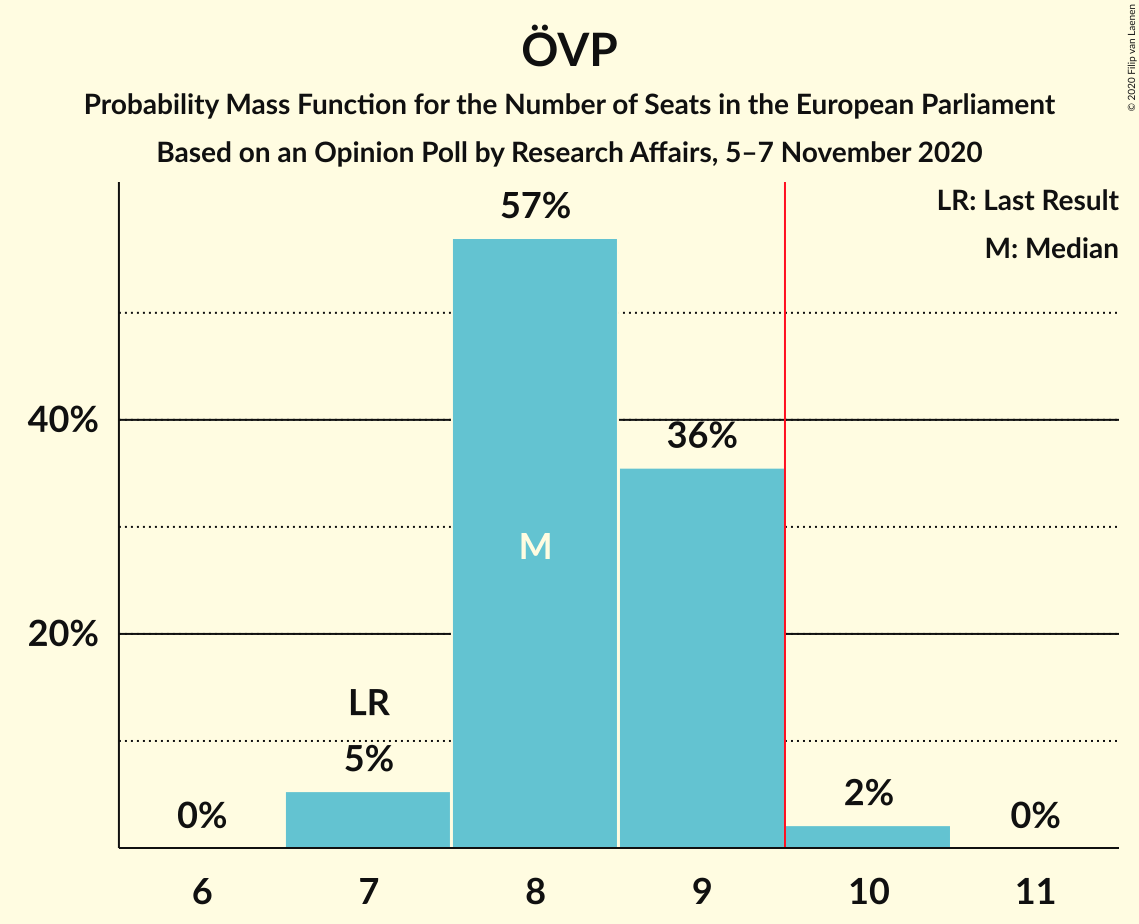 ÖVP
Probability Mass Function for the Number of Seats in the European Parliament
Based on an Opinion Poll by Research Affairs, 5–7 November 2020
© 2020 Filip van Laenen
LR: Last Result
M: Median
57%
40%
36%
M
20%
LR
5%
2%
0%
0%
6 7 8 9 10 11